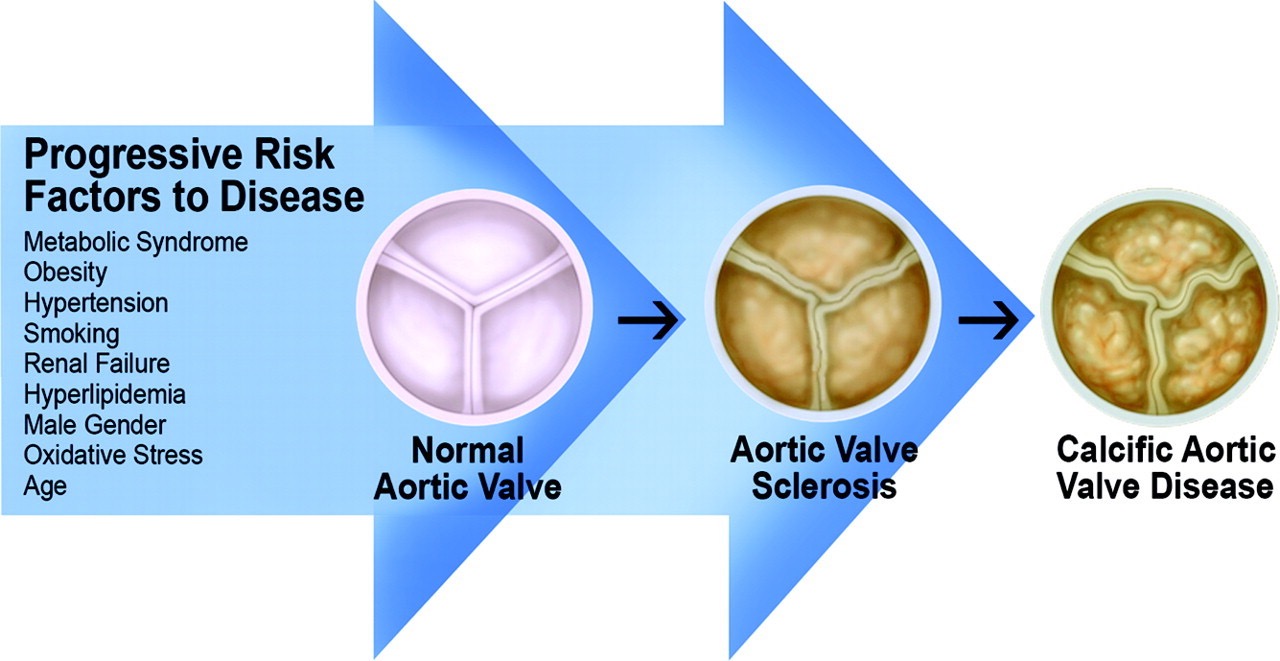 Progressive Risk
Factors to Disease
Metabolic Syndrome
Obesity
Hypertension
Smoking
Renal Failure
Hyperlipidemia
Male Gender
Oxidative Stress
Age
Normal
Aortic Valve
Aortic Valve
Sclerosis
Calcific Aortic
Valve Disease